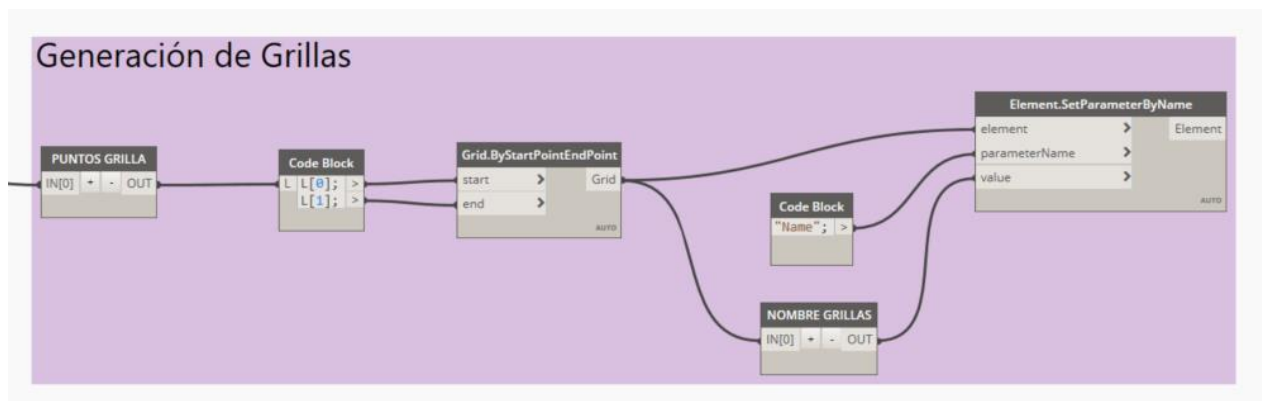 Generación de Grillas
PUNTOS GRILLA
IN[0] + - OUT
Code Block
L L[0]; >
L[1]; >
Grid.ByStartPointEndPoint
start > Grid
end >
AUTO
Code Block
"Name"; >
NOMBRE GRILLAS
IN[0] + - OUT
Element.SetParameterByName
element > Element
parameterName >
value >
AUTO